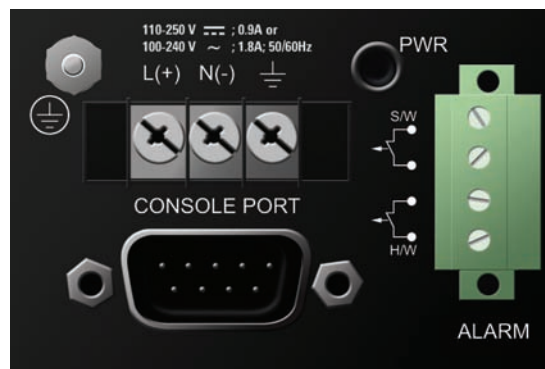 110-250 V ⎓ ; 0.9A or
100-240 V ～ ; 1.8A; 50/60Hz
L(+) N(-)
PWR
S/W
CONSOLE PORT
H/W
ALARM